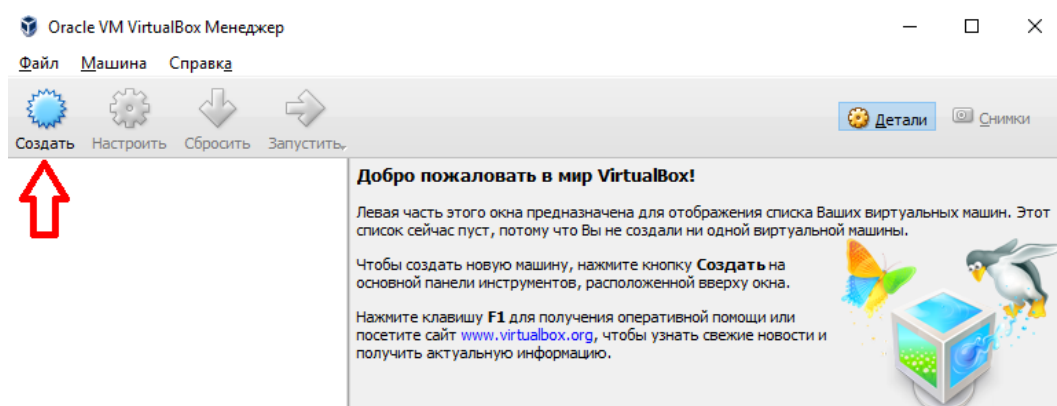 Oracle VM VirtualBox Менеджер
Файл Машина Справка
Создать Настроить Сбросить Запустить
Детали Снимки
Добро пожаловать в мир VirtualBox!
Левая часть этого окна предназначена для отображения списка Ваших виртуальных машин. Этот
список сейчас пуст, потому что Вы не создали ни одной виртуальной машины.
Чтобы создать новую машину, нажмите кнопку Создать на
основной панели инструментов, расположенной вверху окна.
Нажмите клавишу F1 для получения оперативной помощи или
посетите сайт www.virtualbox.org, чтобы узнать свежие новости и
получить актуальную информацию.